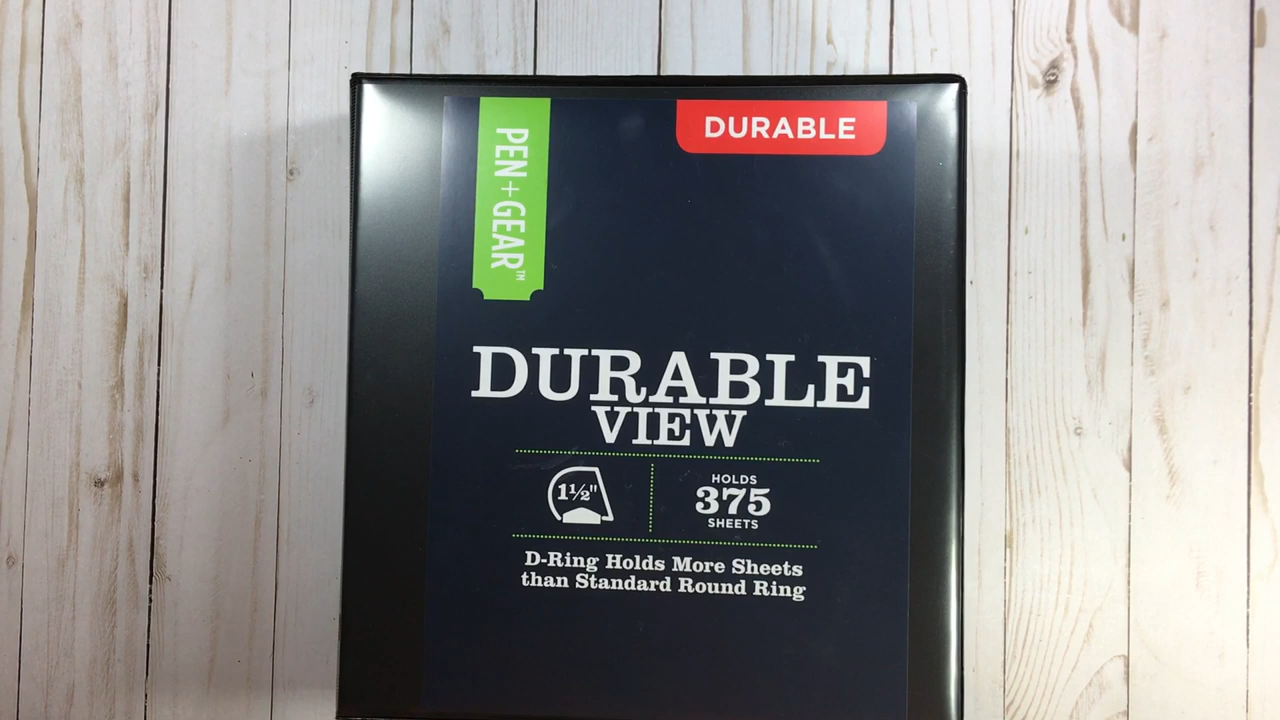 PEN+GEAR™
DURABLE
DURABLE
VIEW
1½"
HOLDS
375
SHEETS
D-Ring Holds More Sheets
than Standard Round Ring